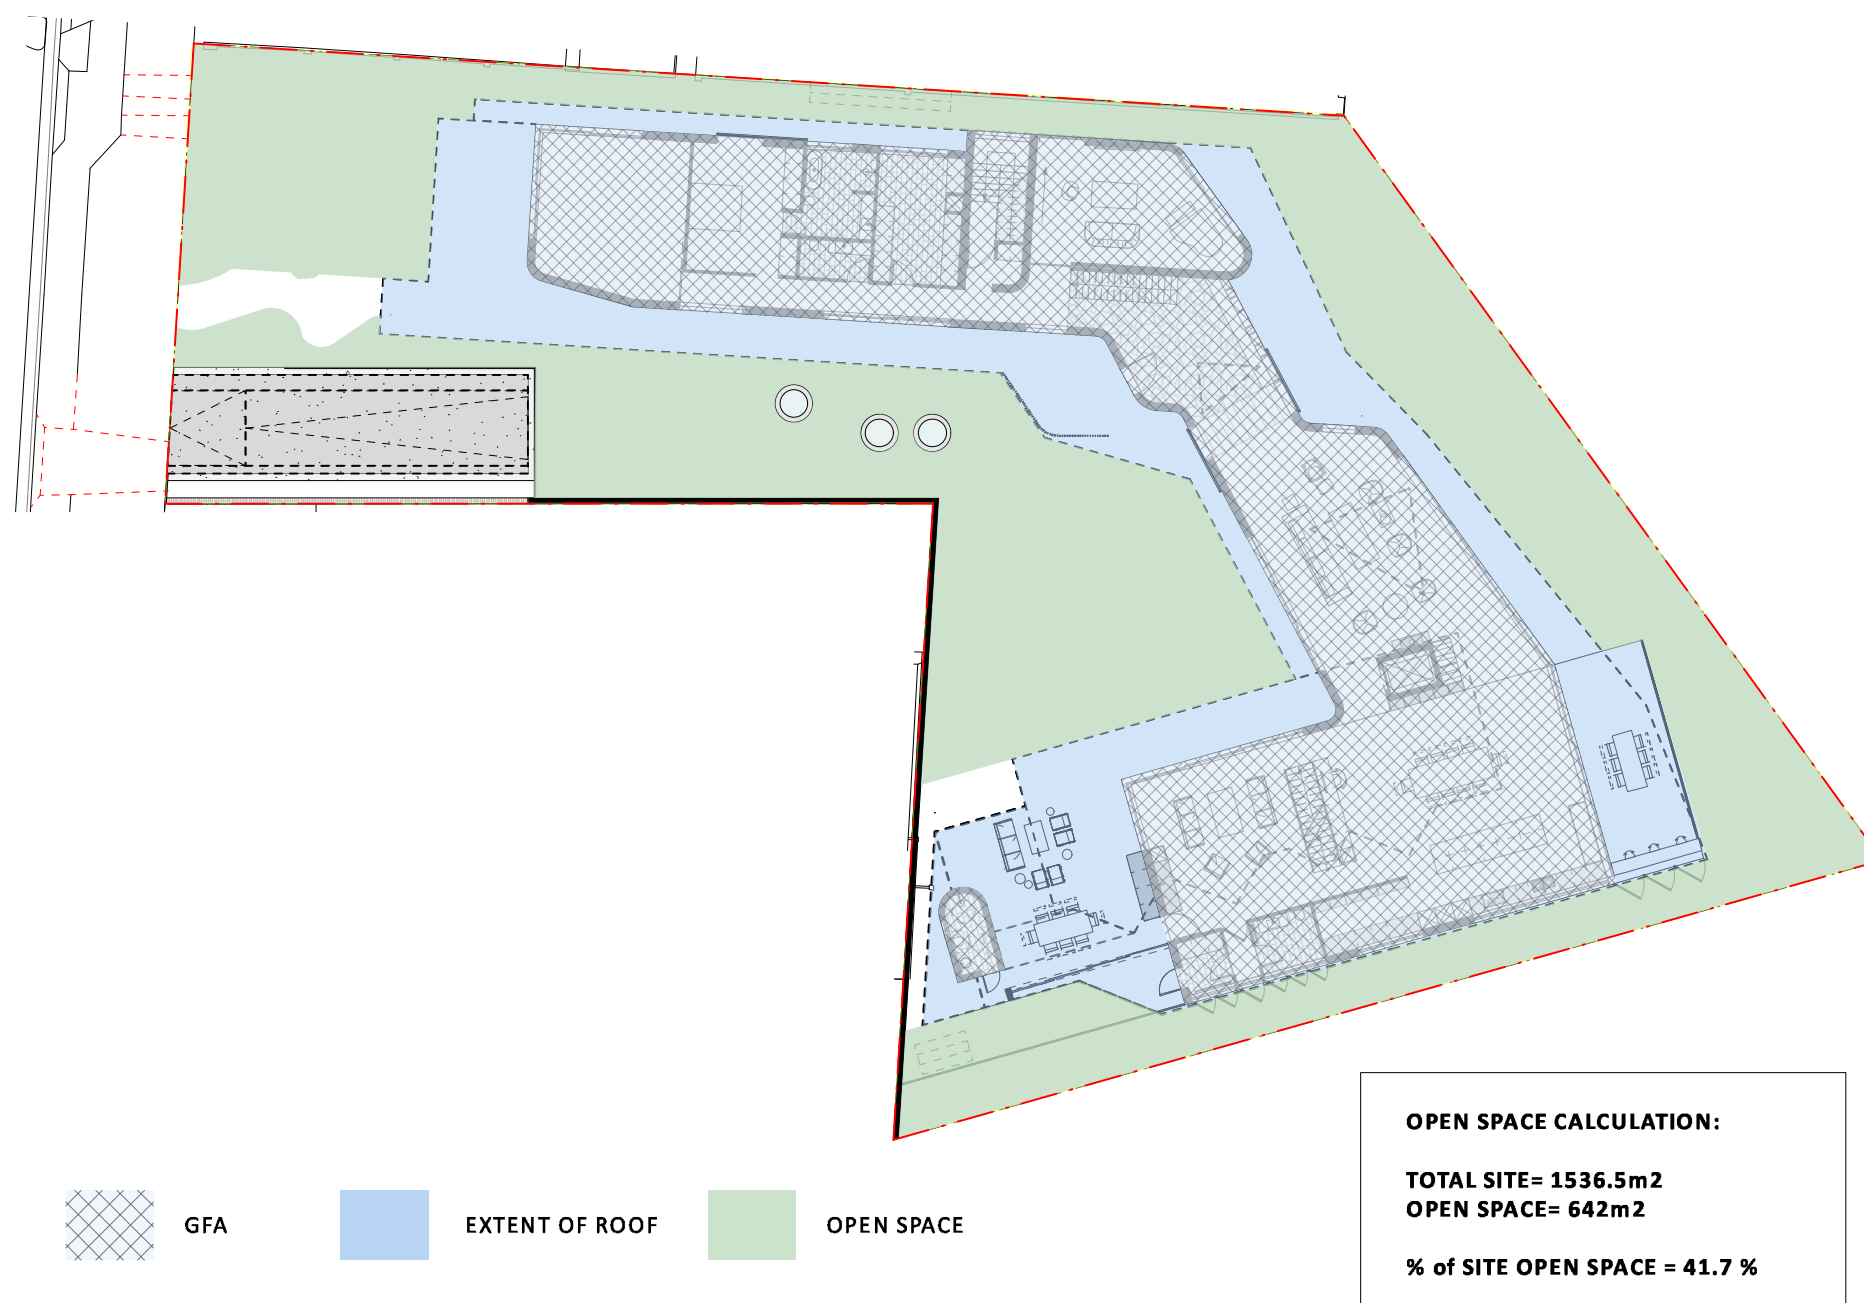 OPEN SPACE CALCULATION:
TOTAL SITE= 1536.5m2
OPEN SPACE= 642m2
% of SITE OPEN SPACE = 41.7 %
GFA
EXTENT OF ROOF
OPEN SPACE